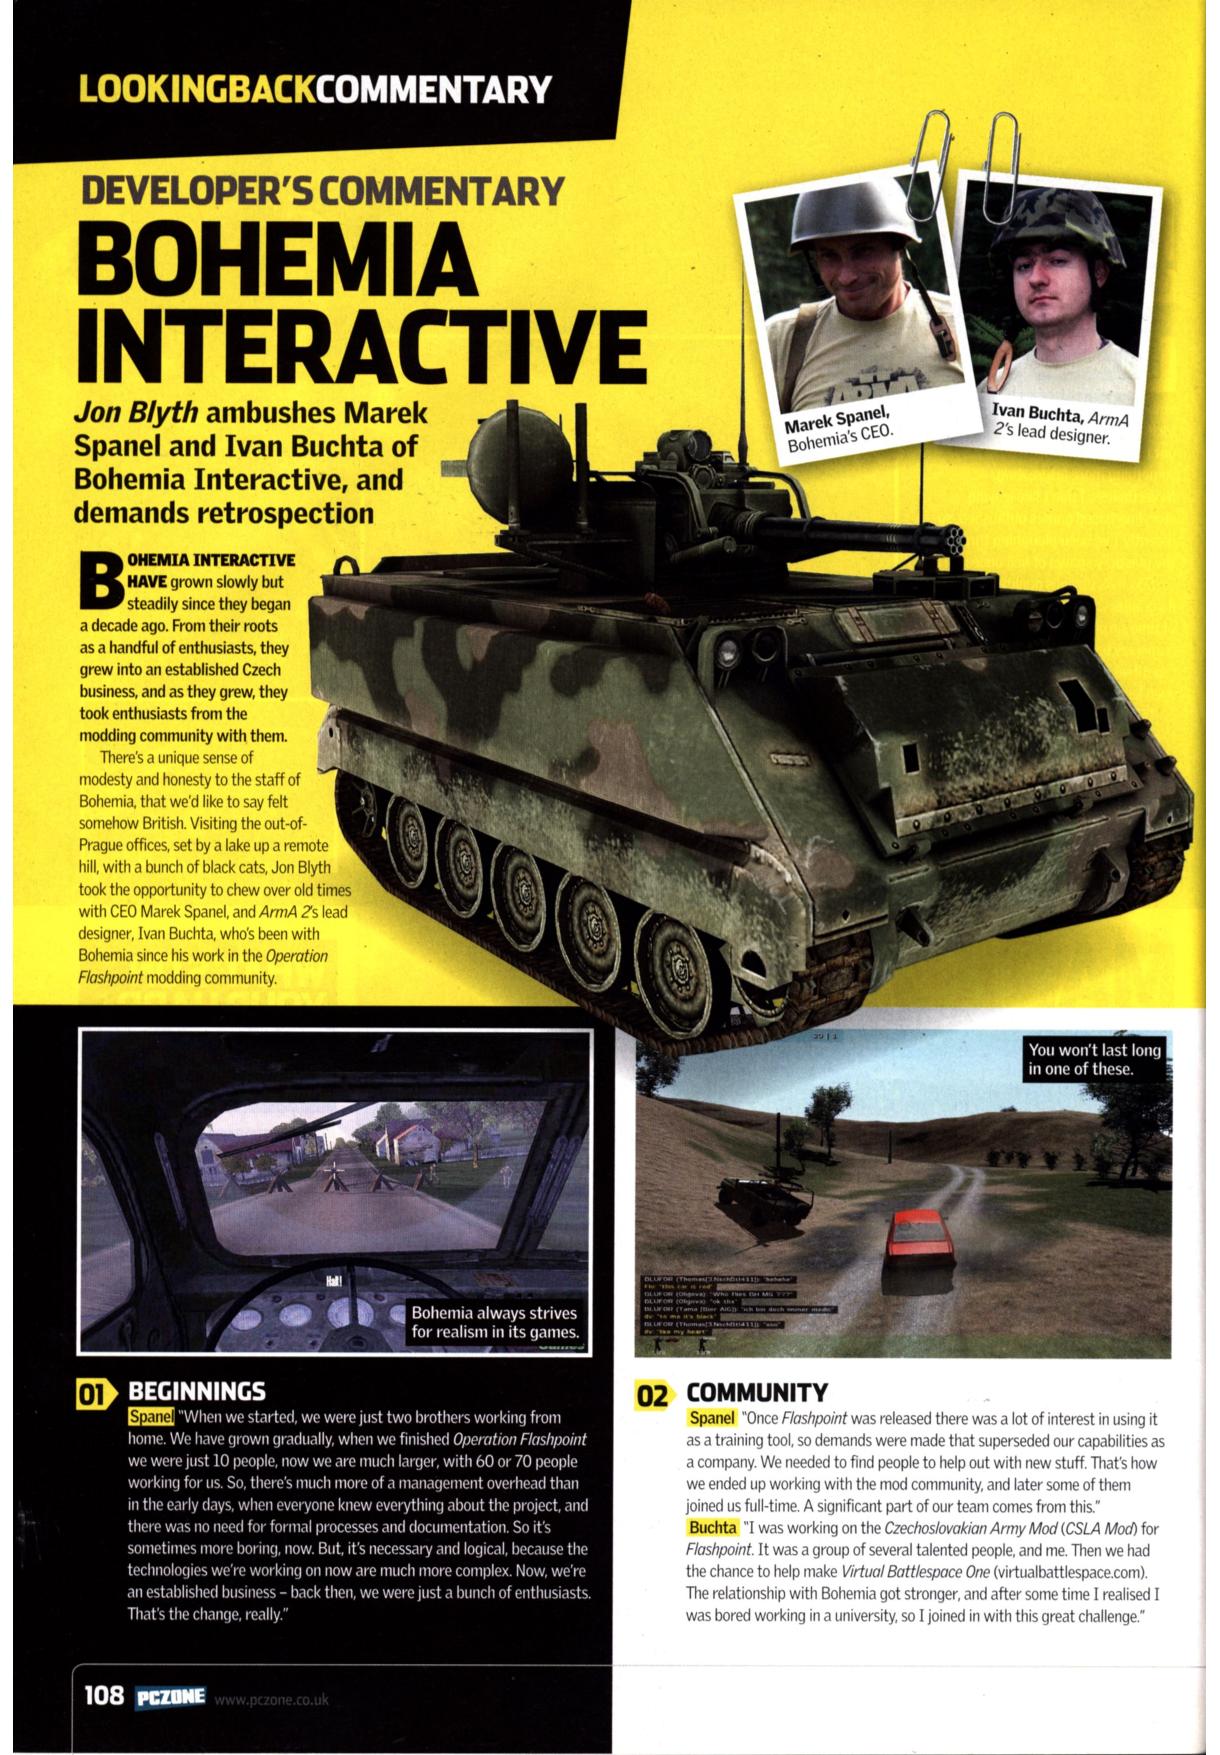 LOOKINGBACKCOMMENTARY
DEVELOPER'S COMMENTARY
BOHEMIA
INTERACTIVE
Jon Blyth ambushes Marek
Spanel and Ivan Buchta of
Bohemia Interactive, and
demands retrospection
Marek Spanel,
Bohemia's CEO.
Ivan Buchta, ArmA
2's lead designer.
BOHEMIA INTERACTIVE
HAVE grown slowly but
steadily since they began
a decade ago. From their roots
as a handful of enthusiasts, they
grew into an established Czech
business, and as they grew, they
took enthusiasts from the
modding community with them.
There's a unique sense of
modesty and honesty to the staff of
Bohemia, that we'd like to say felt
somehow British. Visiting the out-of-
Prague offices, set by a lake up a remote
hill, with a bunch of black cats, Jon Blyth
took the opportunity to chew over old times
with CEO Marek Spanel, and ArmA 2's lead
designer, Ivan Buchta, who's been with
Bohemia since his work in the Operation
Flashpoint modding community.
Halt!
Bohemia always strives
for realism in its games.
You won't last long
in one of these.
01 BEGINNINGS
Spanel "When we started, we were just two brothers working from
home. We have grown gradually, when we finished Operation Flashpoint
we were just 10 people, now we are much larger, with 60 or 70 people
working for us. So, there's much more of a management overhead than
in the early days, when everyone knew everything about the project, and
there was no need for formal processes and documentation. So it's
sometimes more boring, now. But, it's necessary and logical, because the
technologies we're working on now are much more complex. Now, we're
an established business – back then, we were just a bunch of enthusiasts.
That's the change, really."
02 COMMUNITY
Spanel "Once Flashpoint was released there was a lot of interest in using it
as a training tool, so demands were made that superseded our capabilities as
a company. We needed to find people to help out with new stuff. That's how
we ended up working with the mod community, and later some of them
joined us full-time. A significant part of our team comes from this."
Buchta "I was working on the Czechoslovakian Army Mod (CSLA Mod) for
Flashpoint. It was a group of several talented people, and me. Then we had
the chance to help make Virtual Battlespace One (virtualbattlespace.com).
The relationship with Bohemia got stronger, and after some time I realised I
was bored working in a university, so I joined in with this great challenge."
108 PCZONE www.pczone.co.uk